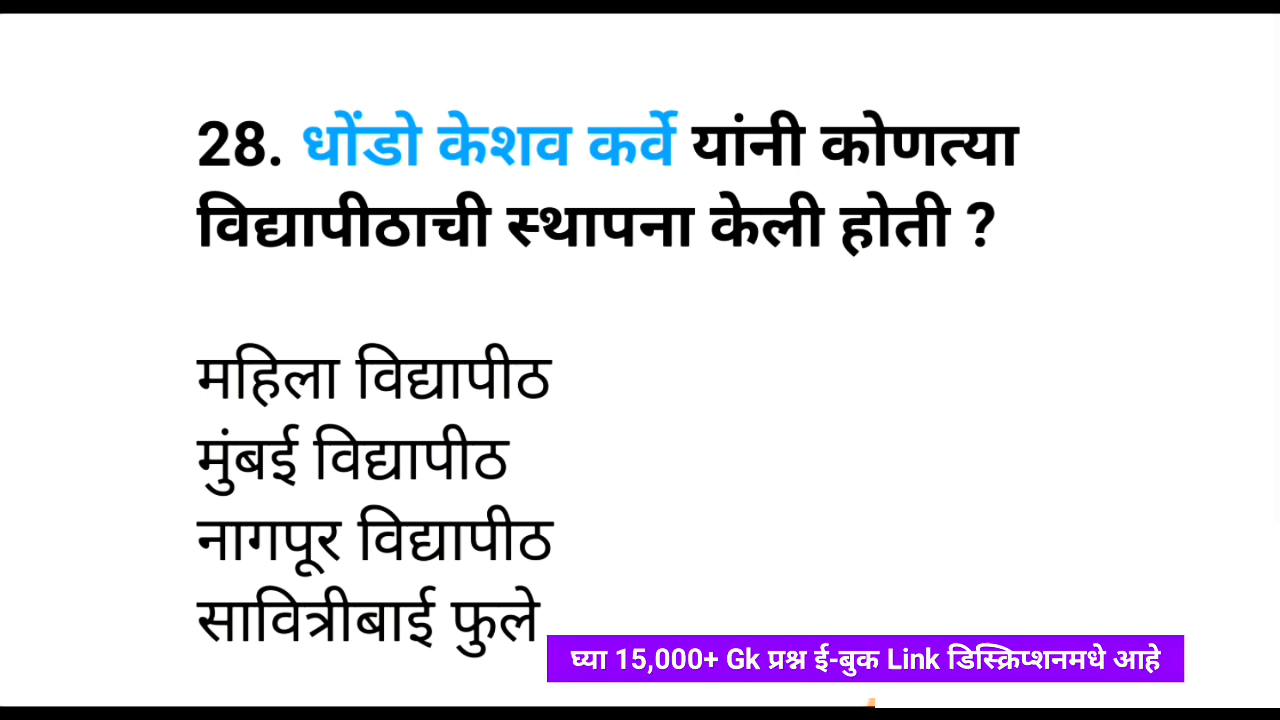 28. धोंडो केशव कर्वे यांनी कोणत्या
विद्यापीठाची स्थापना केली होती ?
महिला विद्यापीठ
मुंबई विद्यापीठ
नागपूर विद्यापीठ
सावित्रीबाई फुले
घ्या 15,000+ Gk प्रश्न ई-बुक Link डिस्क्रिप्शनमधे आहे